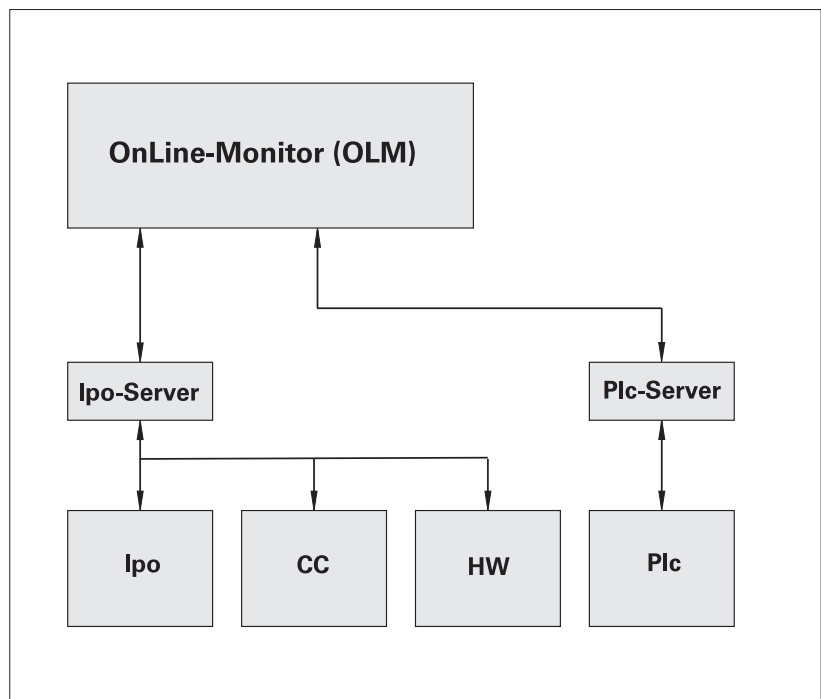 OnLine-Monitor (OLM)
Ipo-Server
Plc-Server
Ipo
CC
HW
Plc